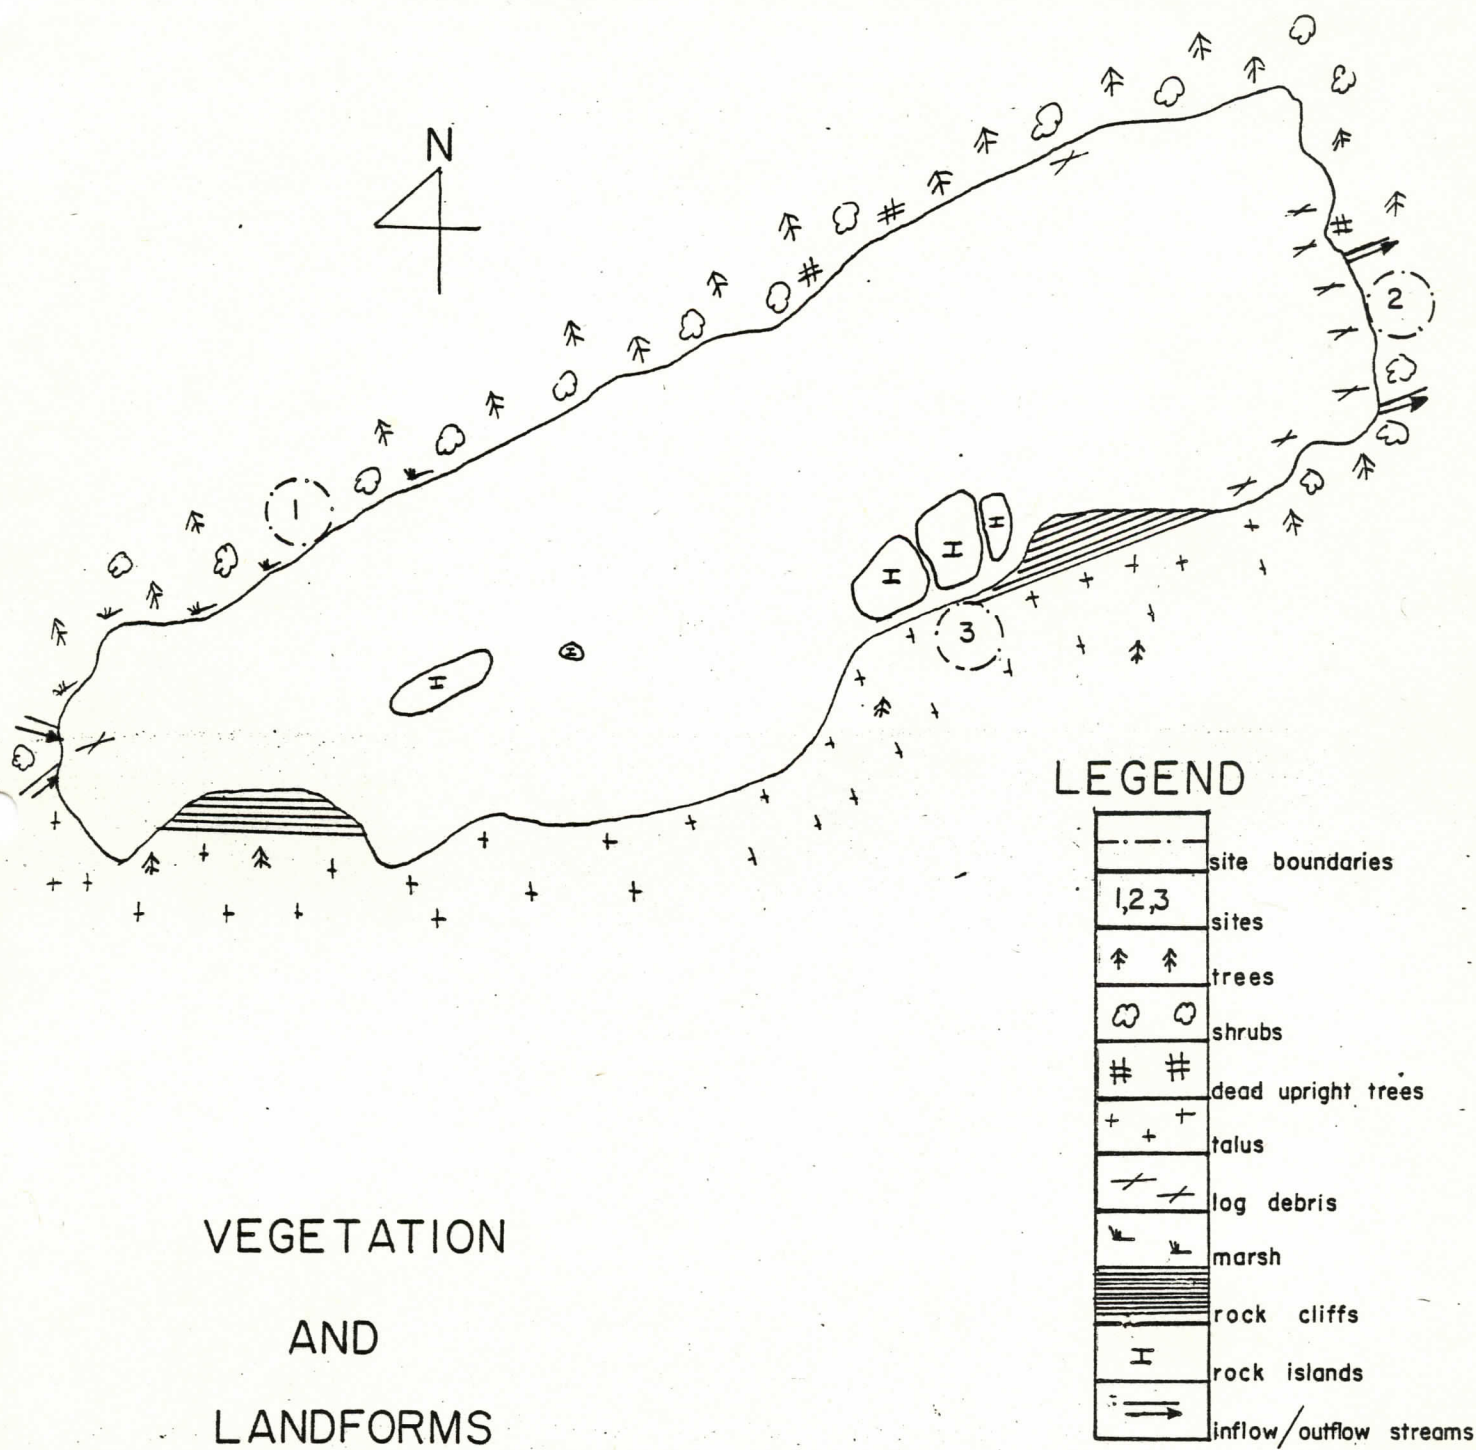 N
1
2
3
I
I
I
I
I
LEGEND
site boundaries
1,2,3
sites
trees
shrubs
dead upright trees
talus
log debris
marsh
rock cliffs
I
rock islands
inflow/outflow streams
VEGETATION
AND
LANDFORMS